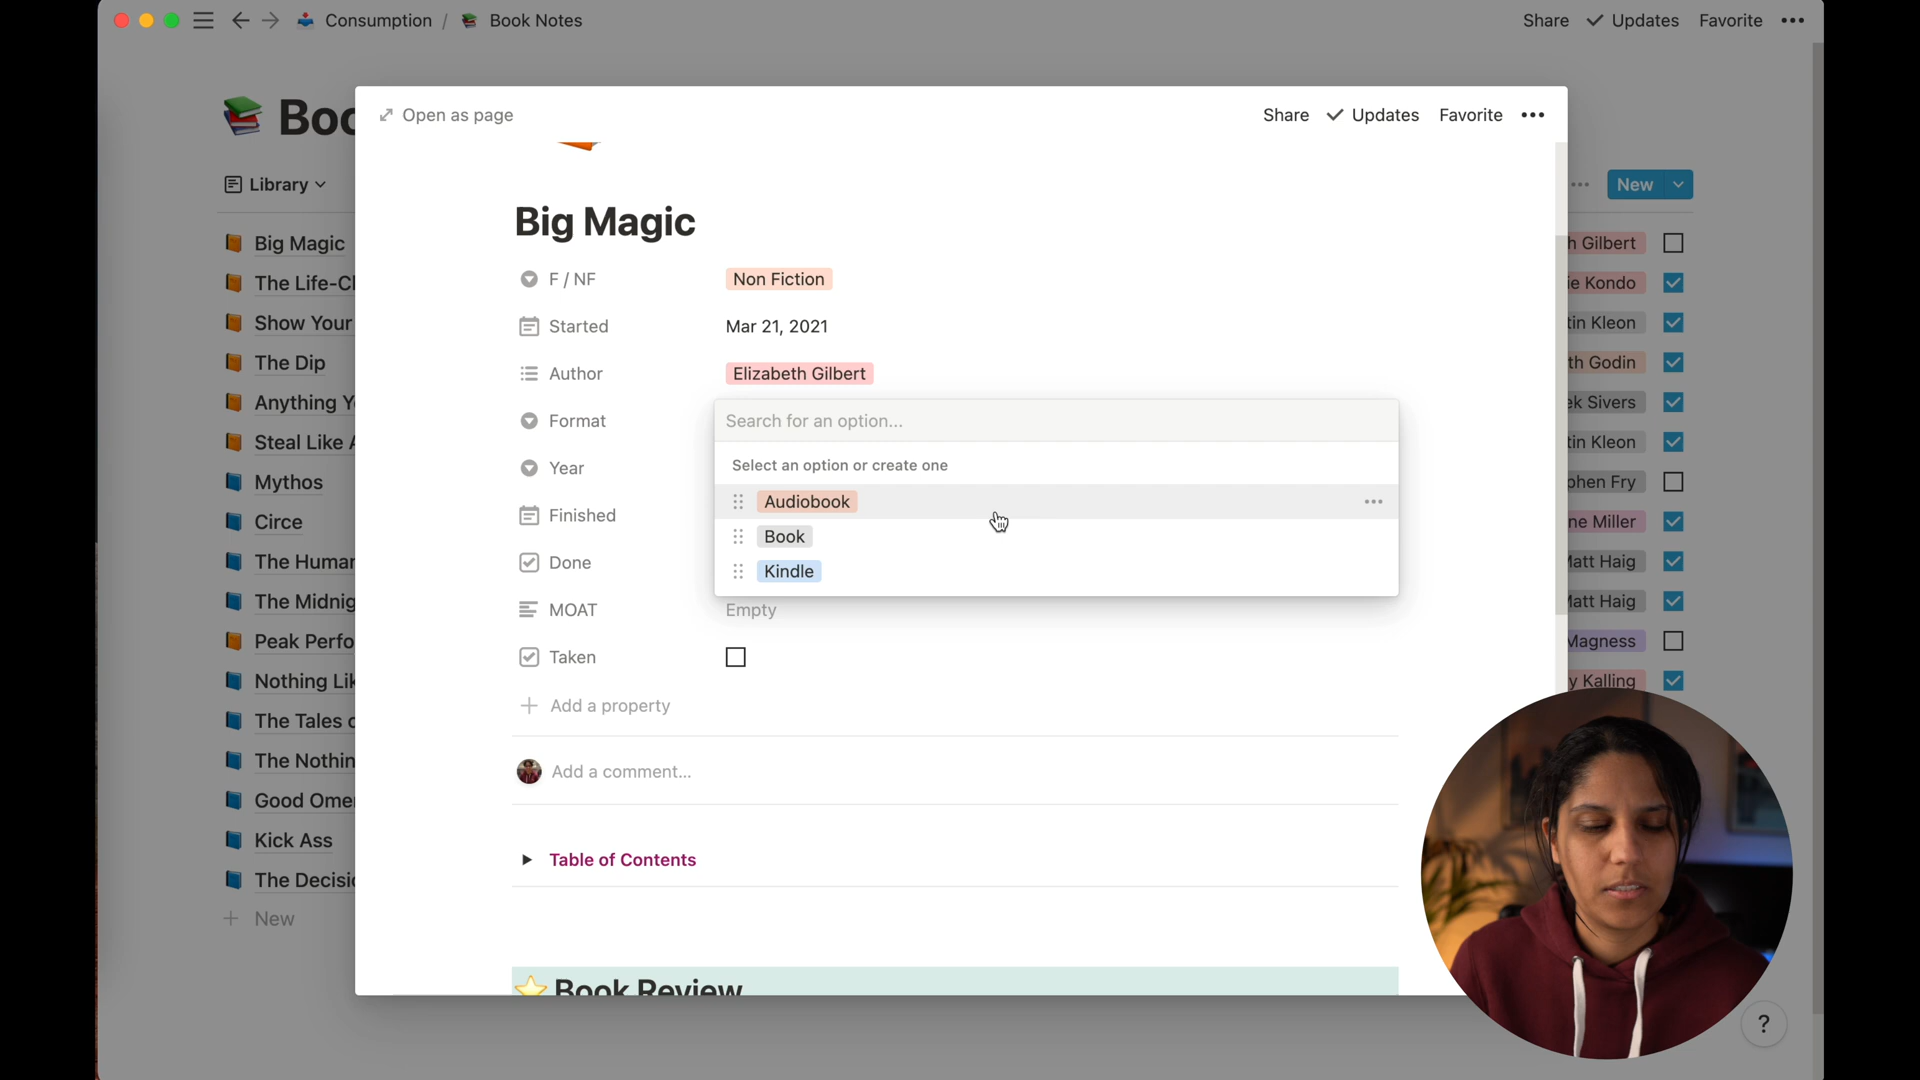 Consumption / Book Notes
Share Updates Favorite
Open as page
Share Updates Favorite
Library
New
Big Magic
F / NF Non Fiction
Started Mar 21, 2021
Author Elizabeth Gilbert
Format Search for an option...
Select an option or create one
Audiobook
Book
Kindle
Year
Finished
Done
MOAT Empty
Taken
Add a property
Add a comment...
Table of Contents
Book Review
Big Magic
The Life-
Show Your
The Dip
Anything
Steal Like
Mythos
Circe
The Human
The Midnig
Peak Perfo
Nothing Lik
The Tales
The Nothin
Good Ome
Kick Ass
The Decisi
New
h Gilbert
ie Kondo
tin Kleon
th Godin
ek Sivers
tin Kleon
phen Fry
ne Miller
Matt Haig
Matt Haig
Magness
y Kalling
?